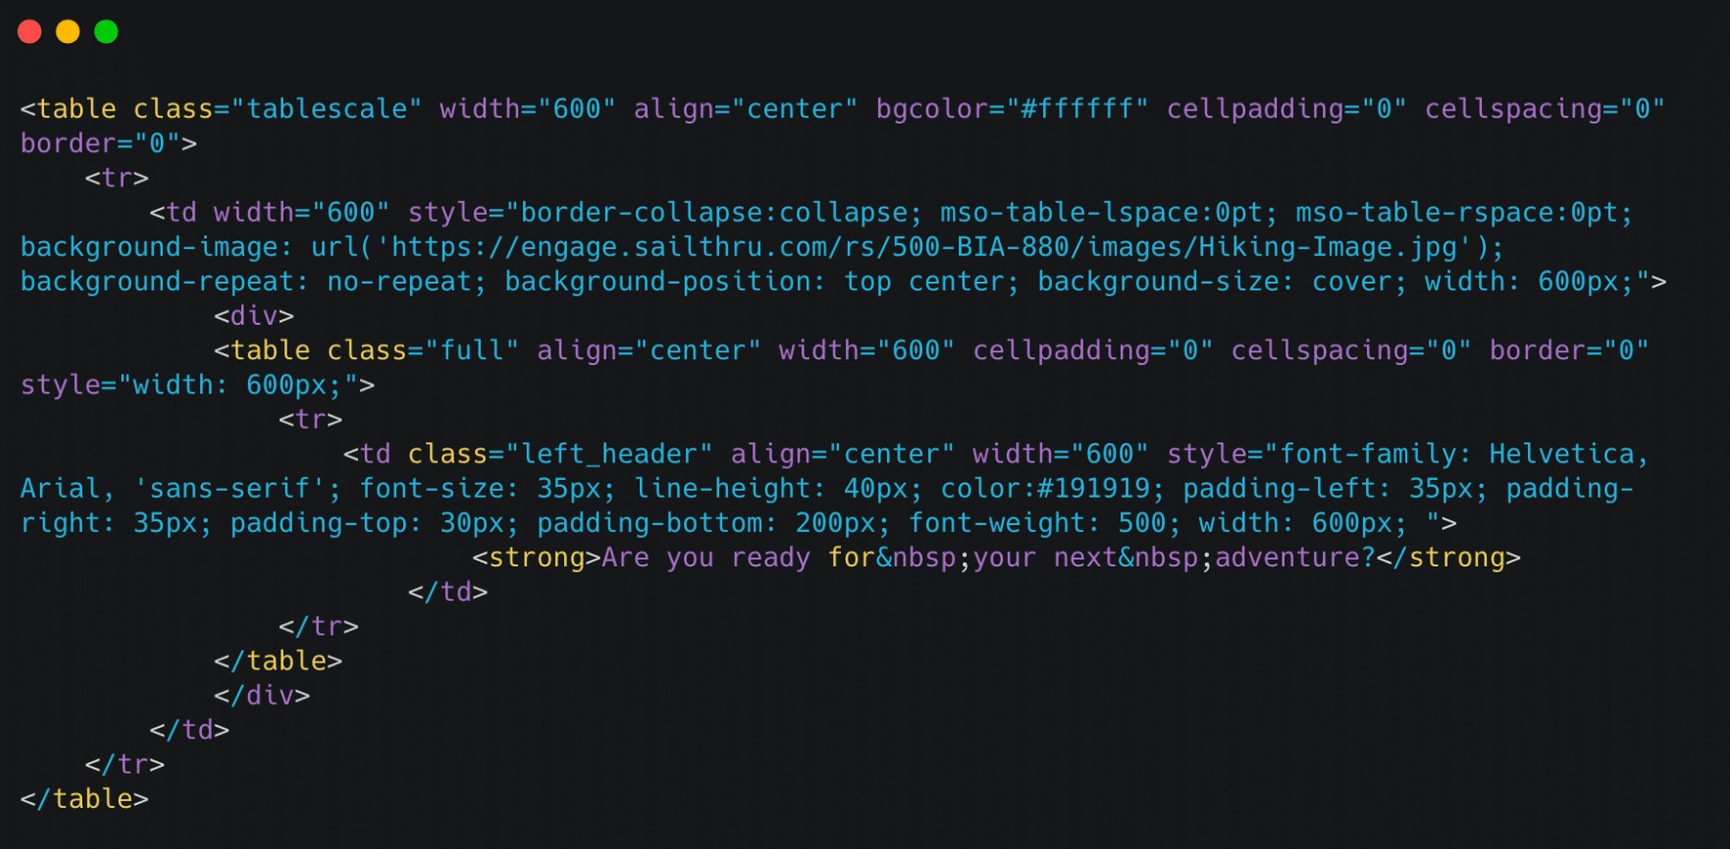 <table class="tablescale" width="600" align="center" bgcolor="#ffffff" cellpadding="0" cellspacing="0"
border="0">
    <tr>
        <td width="600" style="border-collapse:collapse; mso-table-lspace:0pt; mso-table-rspace:0pt;
background-image: url('https://engage.sailthru.com/rs/500-BIA-880/images/Hiking-Image.jpg');
background-repeat: no-repeat; background-position: top center; background-size: cover; width: 600px;">
            <div>
            <table class="full" align="center" width="600" cellpadding="0" cellspacing="0" border="0"
style="width: 600px;">
                <tr>
                    <td class="left_header" align="center" width="600" style="font-family: Helvetica,
Arial, 'sans-serif'; font-size: 35px; line-height: 40px; color:#191919; padding-left: 35px; padding-
right: 35px; padding-top: 30px; padding-bottom: 200px; font-weight: 500; width: 600px; ">
                            <strong>Are you ready for&nbsp;your next&nbsp;adventure?</strong>
                        </td>
                </tr>
            </table>
            </div>
        </td>
    </tr>
</table>